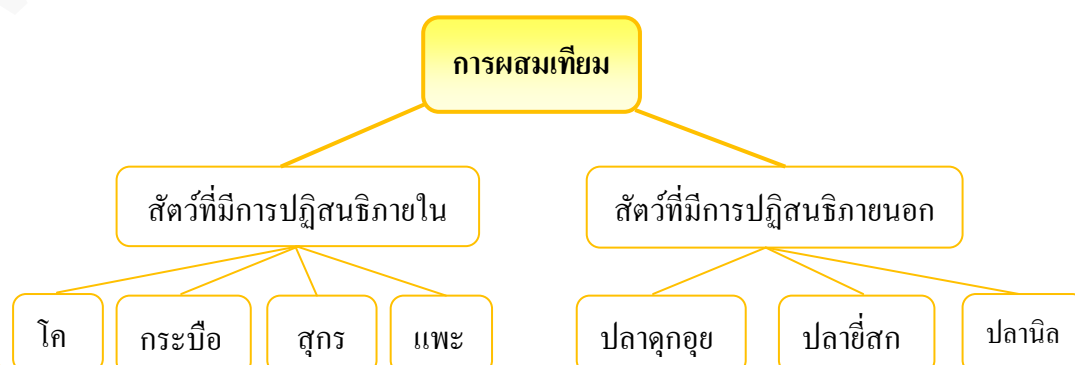 การผสมเทียม
สัตว์ที่มีการปฏิสนธิภายใน
สัตว์ที่มีการปฏิสนธิภายนอก
โค
กระบือ
สุกร
แพะ
ปลาดุกอุย
ปลายี่สก
ปลานิล